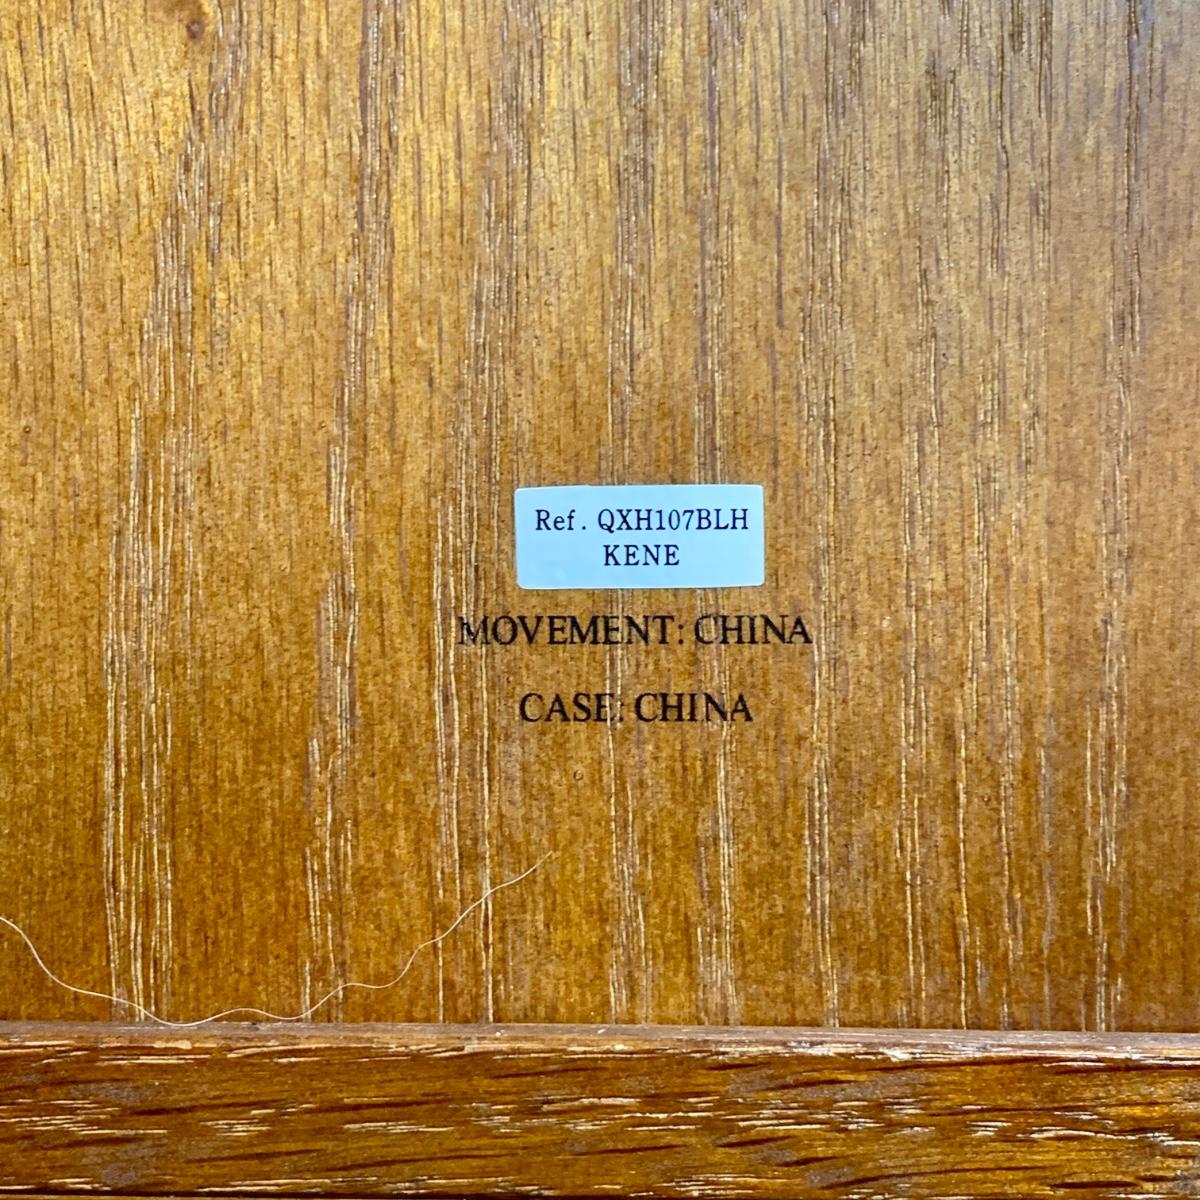 Ref. QXH107BLH
KENE
MOVEMENT: CHINA
CASE: CHINA